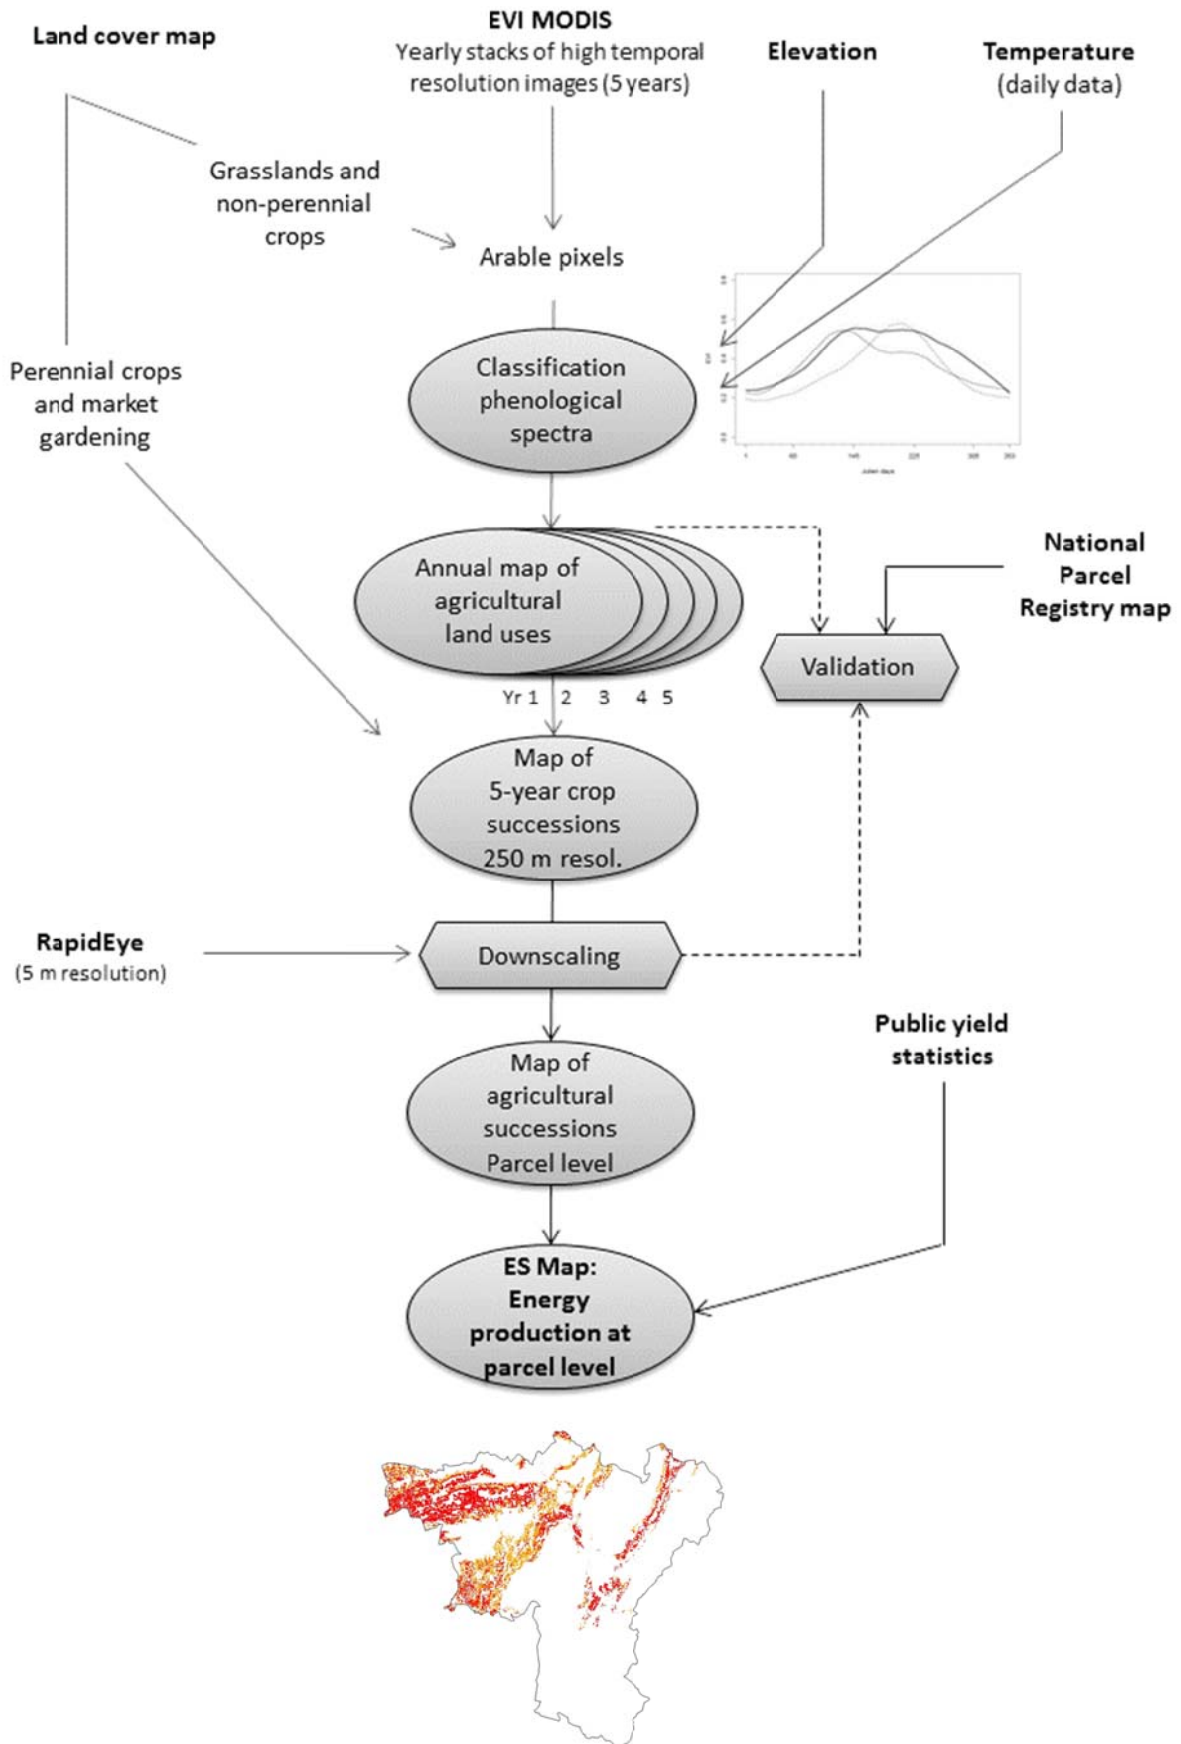 Land cover map
EVI MODIS
Yearly stacks of high temporal
resolution images (5 years)
Elevation
Temperature
(daily data)
Grasslands and
non-perennial
crops
Arable pixels
Perennial crops
and market
gardening
Classification
phenological
spectra
Annual map of
agricultural
land uses
Yr 1 2 3 4 5
National
Parcel
Registry map
Validation
Map of
5-year crop
successions
250 m resol.
RapidEye
(5 m resolution)
Downscaling
Public yield
statistics
Map of
agricultural
successions
Parcel level
ES Map:
Energy
production at
parcel level